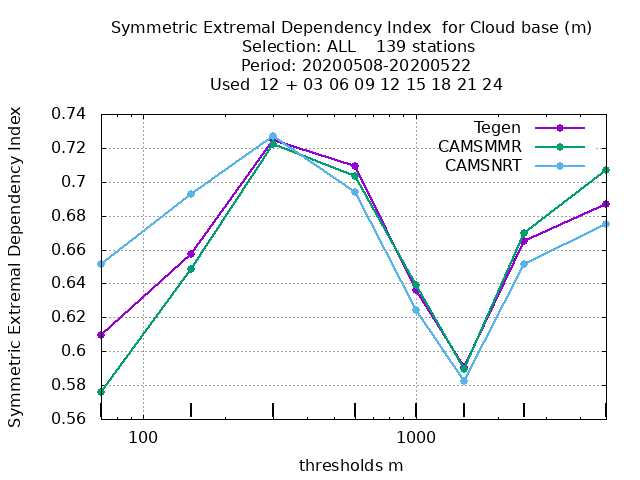 Symmetric Extremal Dependency Index  for Cloud base (m)
Selection: ALL    139 stations
Period: 20200508-20200522
Used  12 + 03 06 09 12 15 18 21 24
Symmetric Extremal Dependency Index
0.74
0.72
0.7
0.68
0.66
0.64
0.62
0.6
0.58
0.56
Tegen
CAMSMMR
CAMSNRT
100
1000
thresholds m